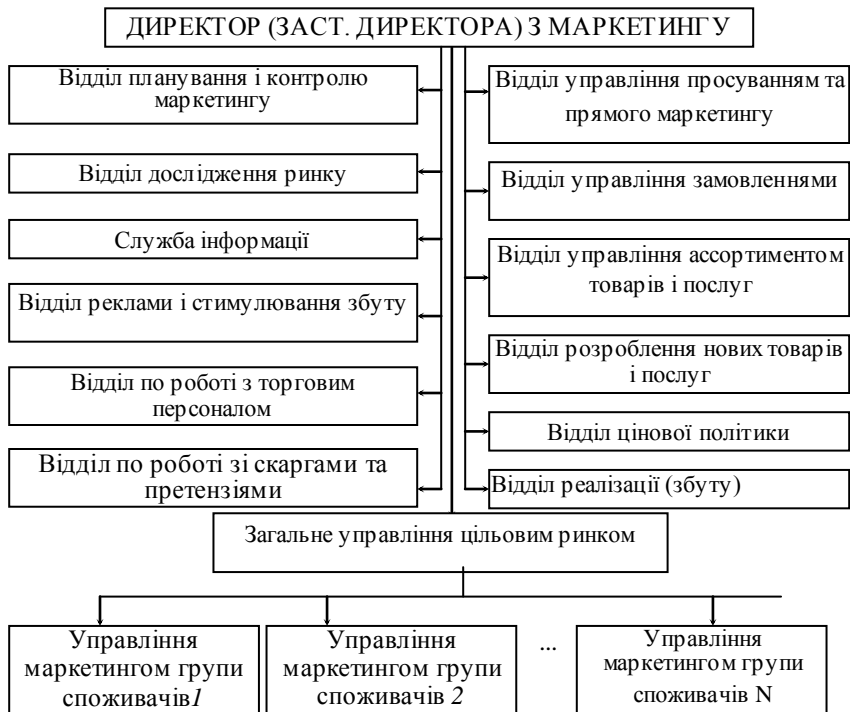 ДИРЕКТОР (ЗАСТ. ДИРЕКТОРА) З МАРКЕТИНГУ
Відділ планування і контролю
маркетингу
Відділ дослідження ринку
Служба інформації
Відділ реклами і стимулювання збуту
Відділ по роботі з торговим
персоналом
Відділ по роботі зі скаргами та
претензіями
Відділ управління просуванням та
прямого маркетингу
Відділ управління замовленнями
Відділ управління ассортиментом
товарів і послуг
Відділ розроблення нових товарів
і послуг
Відділ цінової політики
Відділ реалізації (збуту)
Загальне управління цільовим ринком
Управління
маркетингом групи
споживачів1
Управління
маркетингом групи
споживачів 2
...
Управління
маркетингом групи
споживачів N